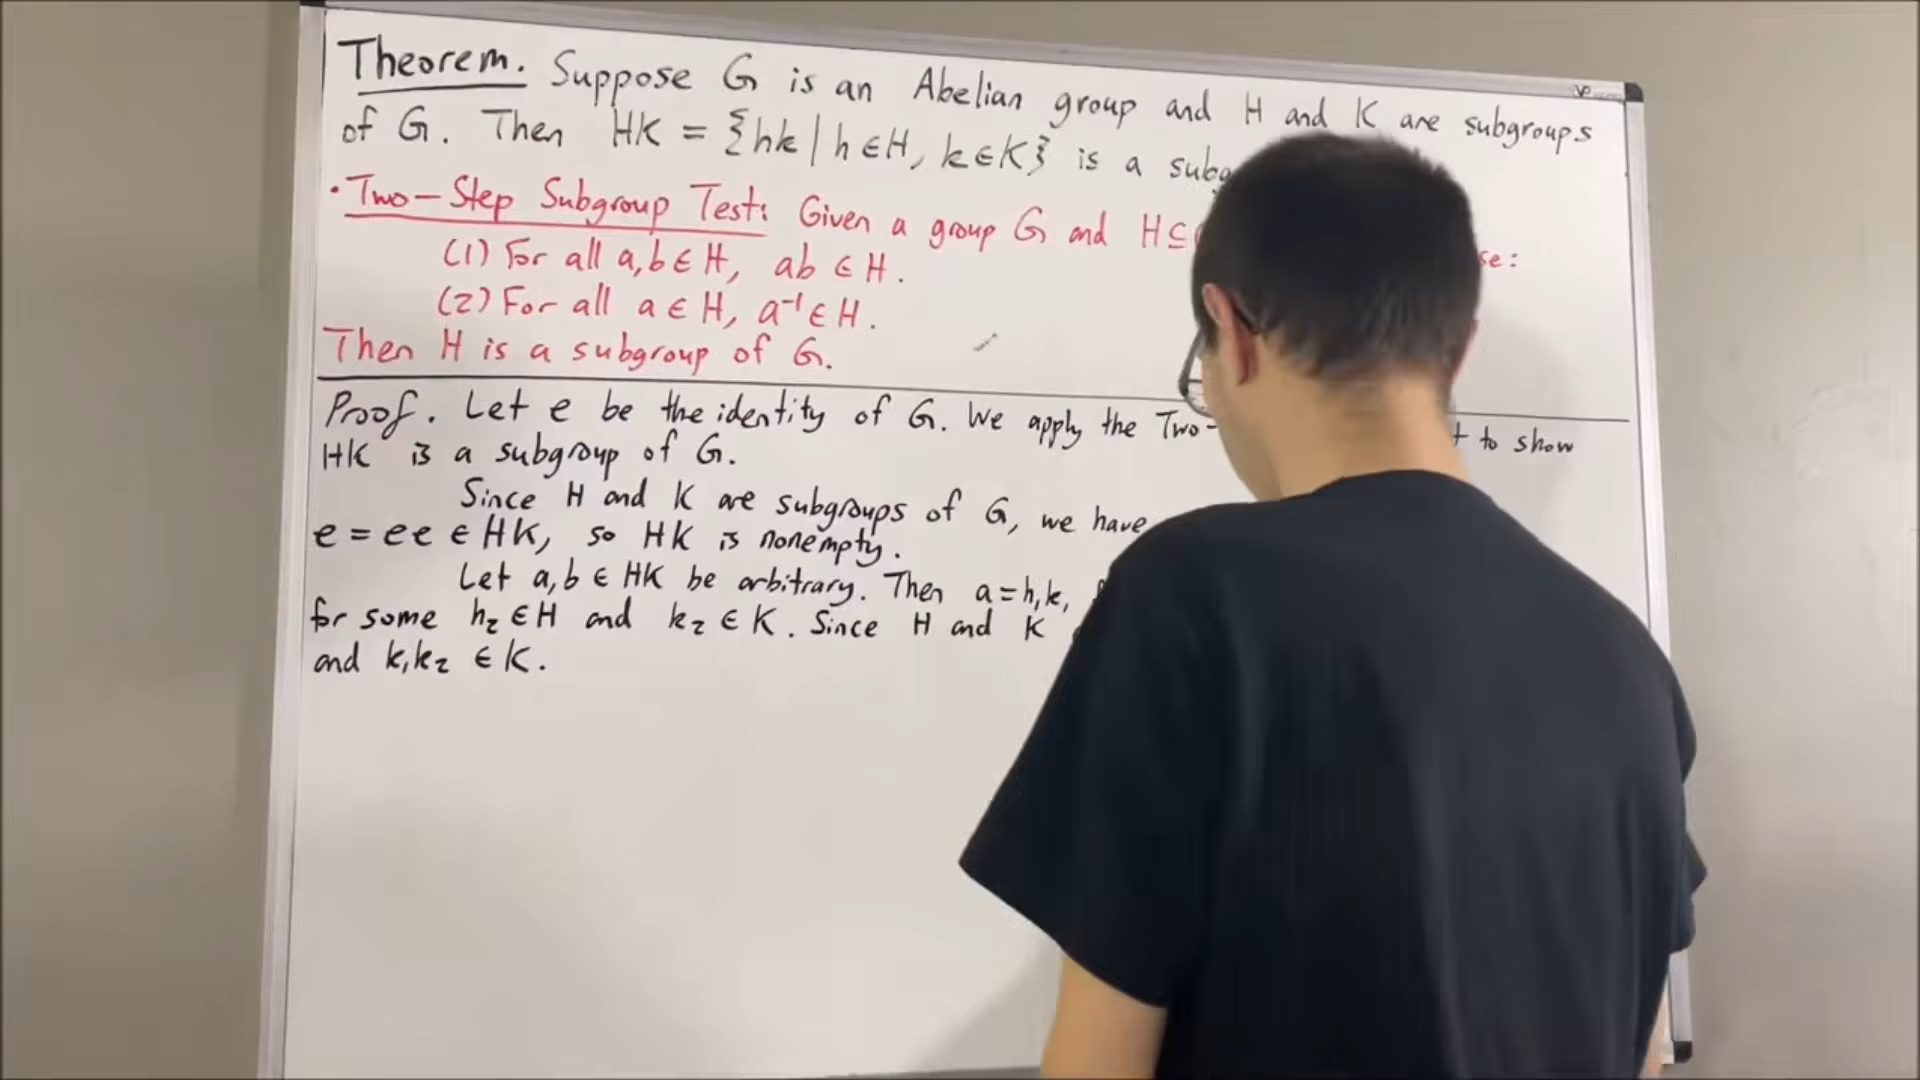 Theorem. Suppose G is an Abelian group and H and K are subgroups
of G. Then HK = {hk | h∈H, k∈K} is a
• Two-Step Subgroup Test: Given a group G and H⊆
(1) For all a,b ∈ H, ab ∈ H.
(2) For all a ∈ H, a⁻¹ ∈ H.
Then H is a subgroup of G.
Proof. Let e be the identity of G. We apply the Two- to show
HK is a subgroup of G.
Since H and K are subgroups of G, we have
e = ee ∈ HK, so HK is nonempty.
Let a,b ∈ HK be arbitrary. Then a=h₁k₁
for some h₂ ∈ H and k₂ ∈ K. Since H and K
and k₁k₂ ∈ K.